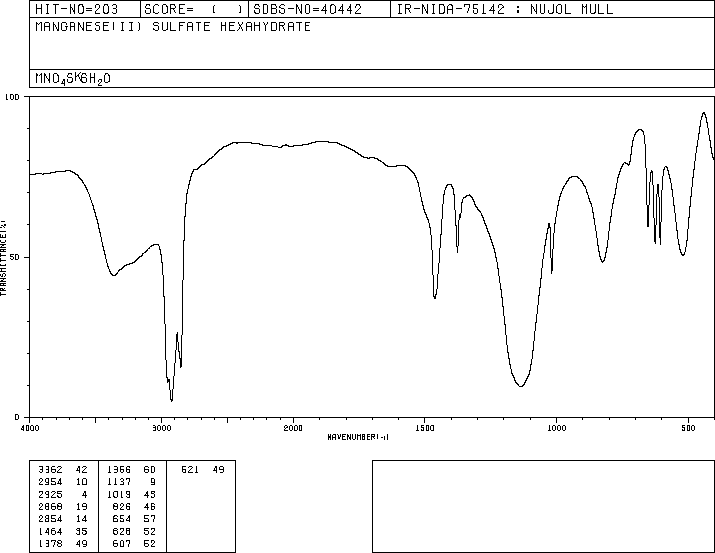 HIT-NO=203 SCORE= ( ) SDBS-NO=40442 IR-NIDA-75142 : NUJOL MULL
MANGANESE(II) SULFATE HEXAHYDRATE
MNO4S*6H2O
100
50
0
TRANSMITTANCE(%)
4000 3000 2000 1500 1000 500
WAVENUMBER(-1)
3362 42 1366 60 521 49
2954 10 1137 9
2925 4 1019 43
2868 19 826 46
2854 14 654 57
1464 35 628 52
1378 49 607 52